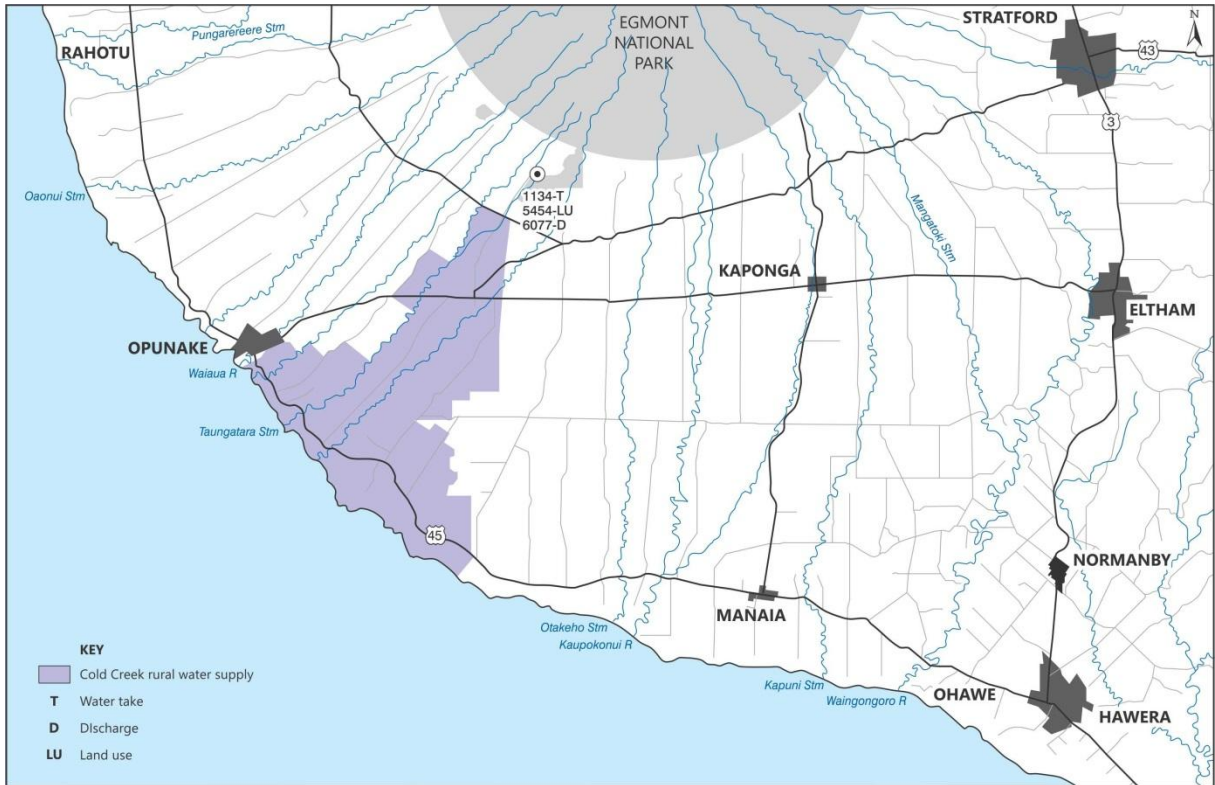 EGMONT
NATIONAL
PARK
STRATFORD
N
43
3
Pungarereere Stm
RAHOTU
Oaonui Stm
1134-T
5454-LU
6077-D
Mangatoki Stm
KAPONGA
ELTHAM
OPUNAKE
Waiaua R
Taungatara Stm
45
NORMANBY
MANAIA
Otakeho Stm
Kaupokonui R
Kapuni Stm
Waingongoro R
OHAWE
HAWERA
KEY
Cold Creek rural water supply
T Water take
D DIscharge
LU Land use